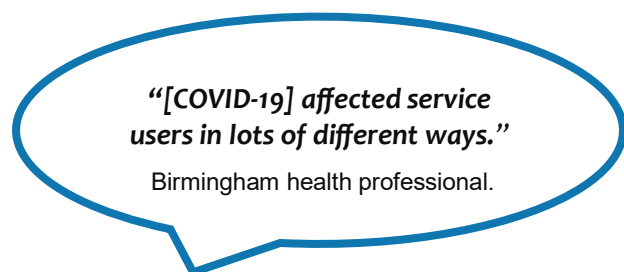 “[COVID-19] affected service
users in lots of different ways.”
Birmingham health professional.